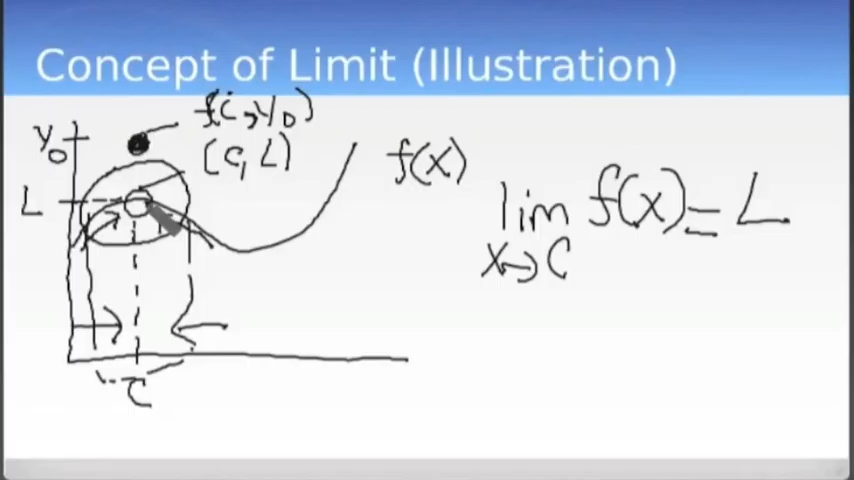 Concept of Limit (Illustration)
f(c, y₀)
y₀
(c, L)
f(x)
L
lim f(x) = L
x→c
c